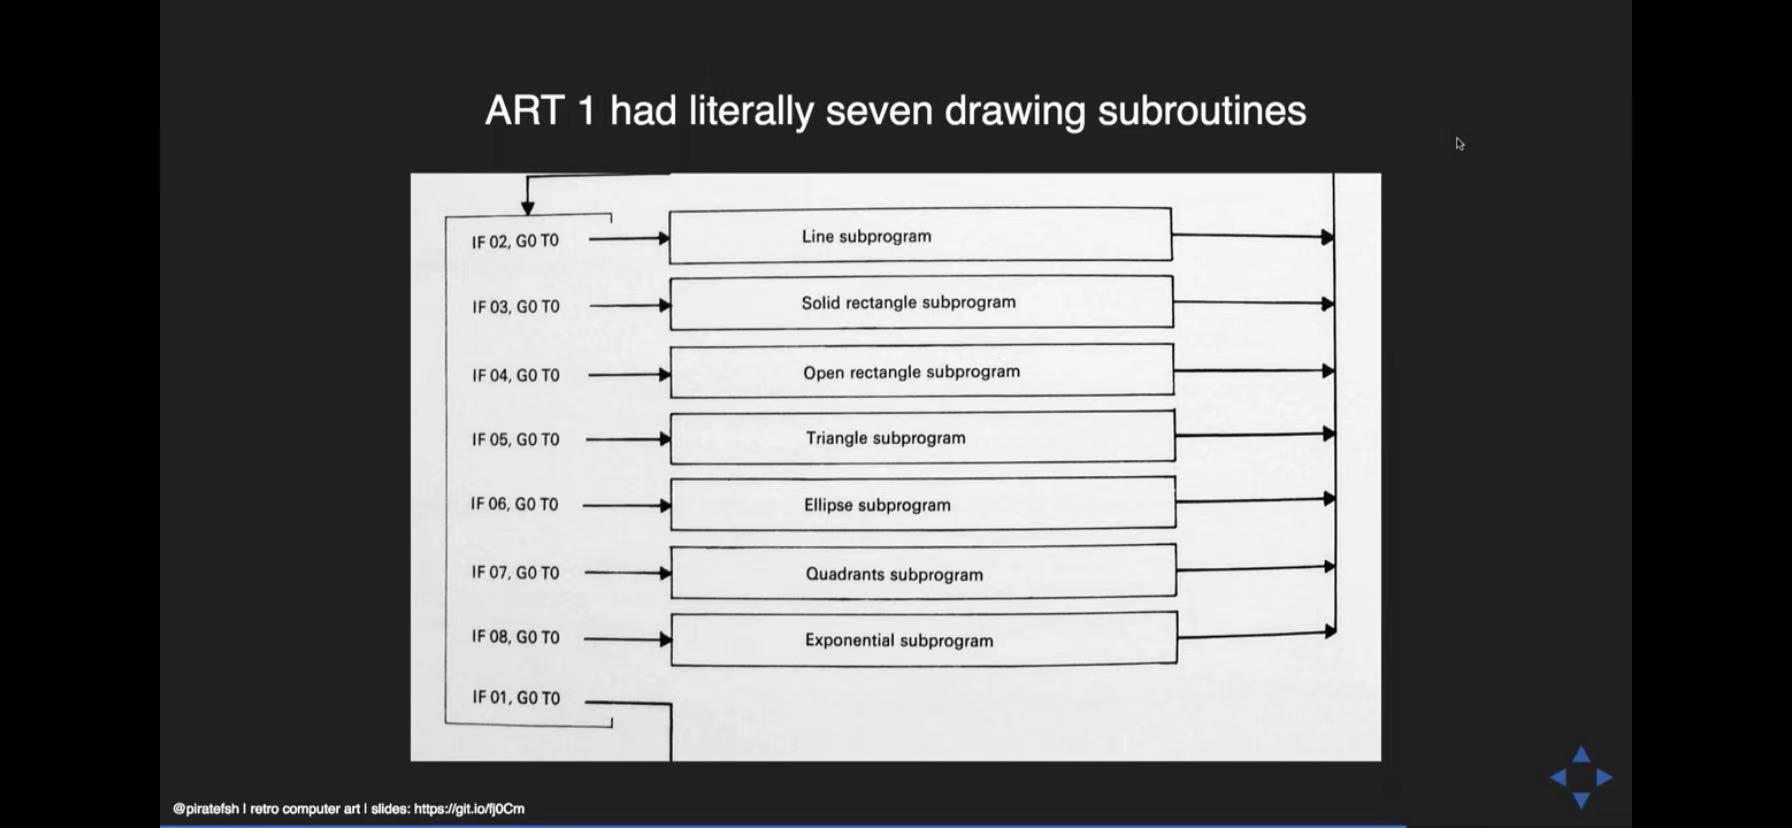 ART 1 had literally seven drawing subroutines
IF 02, GO TO
Line subprogram
IF 03, GO TO
Solid rectangle subprogram
IF 04, GO TO
Open rectangle subprogram
IF 05, GO TO
Triangle subprogram
IF 06, GO TO
Ellipse subprogram
IF 07, GO TO
Quadrants subprogram
IF 08, GO TO
Exponential subprogram
IF 01, GO TO
@piratefsh | retro computer art | slides: https://git.io/fj0Cm